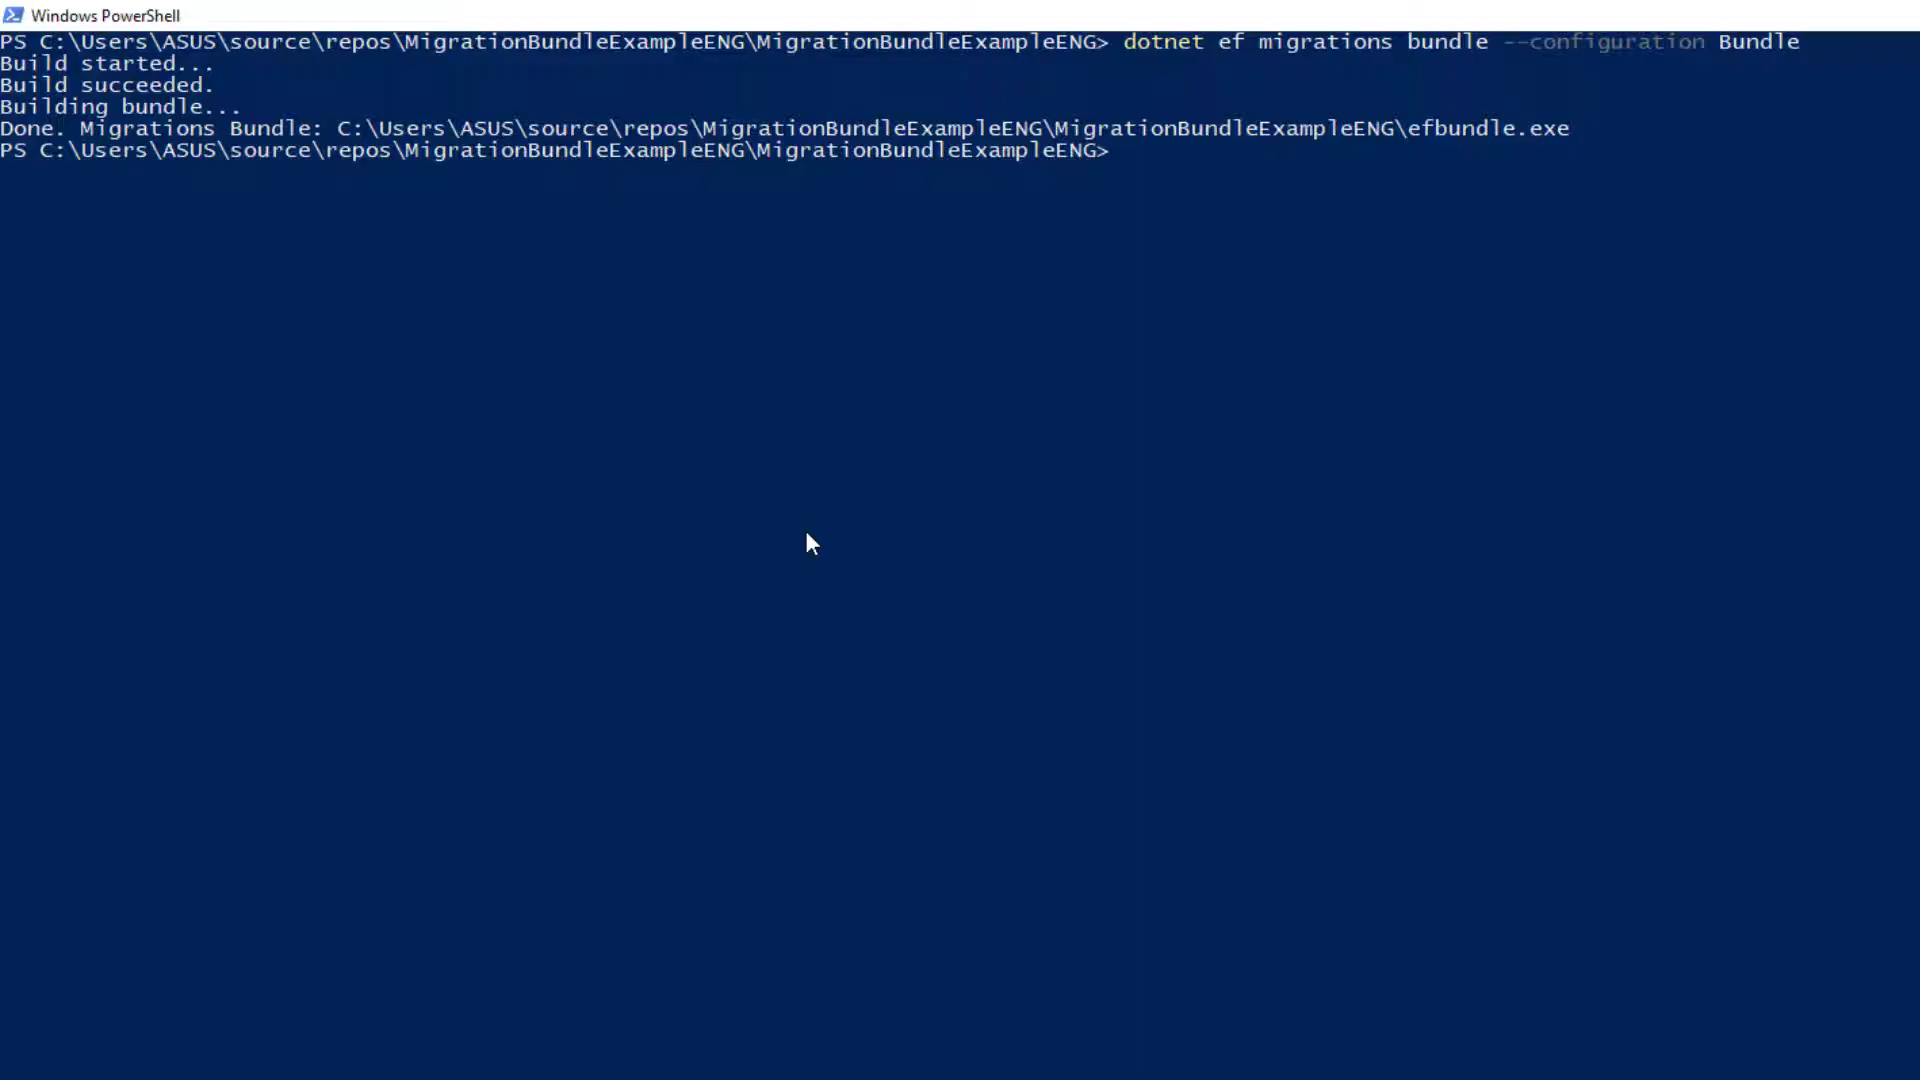 Windows PowerShell
PS C:\Users\ASUS\source\repos\MigrationBundleExampleENG\MigrationBundleExampleENG> dotnet ef migrations bundle --configuration Bundle
Build started...
Build succeeded.
Building bundle...
Done. Migrations Bundle: C:\Users\ASUS\source\repos\MigrationBundleExampleENG\MigrationBundleExampleENG\efbundle.exe
PS C:\Users\ASUS\source\repos\MigrationBundleExampleENG\MigrationBundleExampleENG>